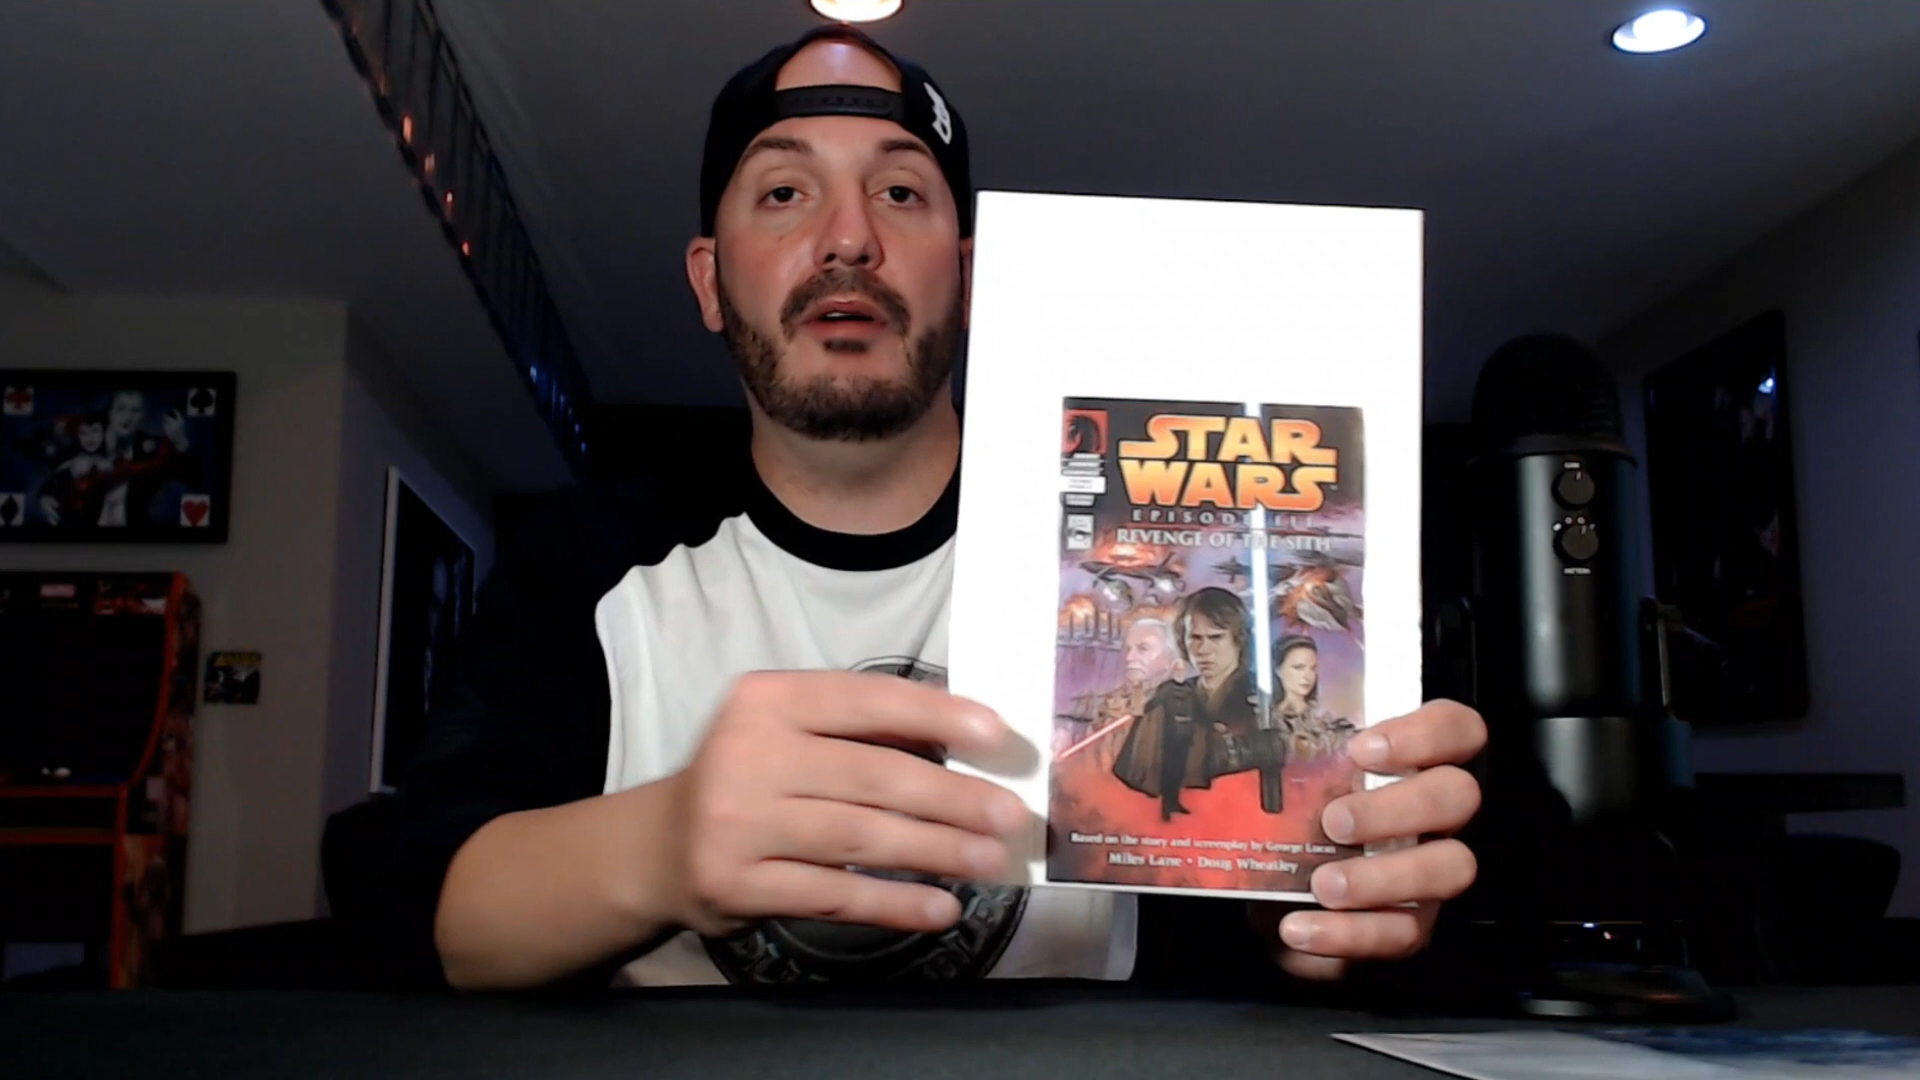 STAR
WARS
EPISODE III
REVENGE OF THE SITH
Based on the story and screenplay by George Lucas
Miles Lane • Doug Wheatley